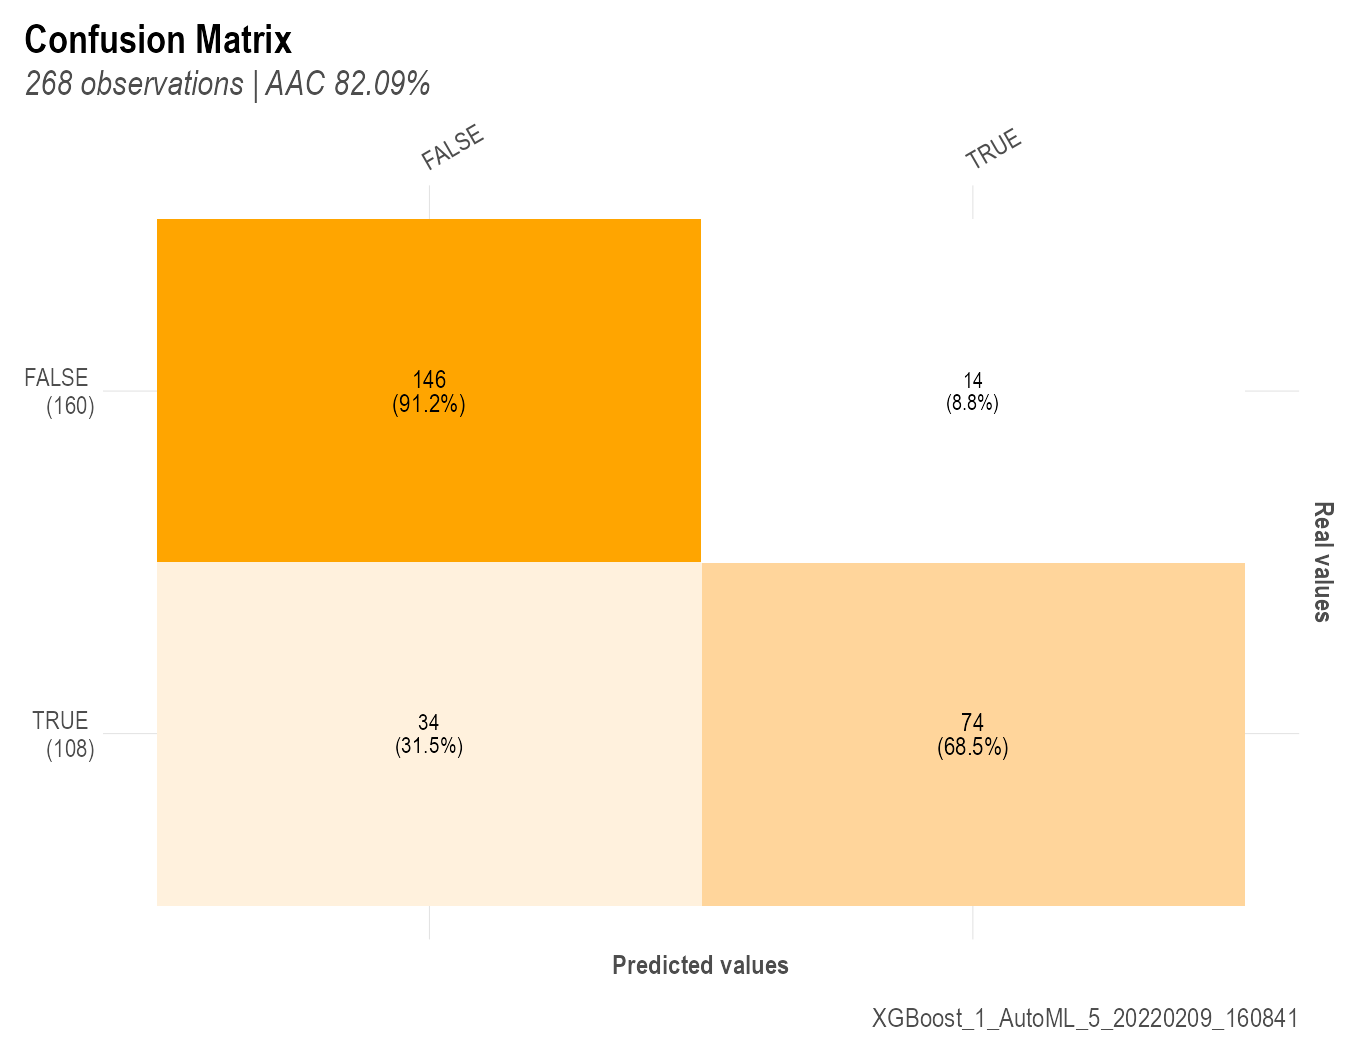 Confusion Matrix
268 observations | AAC 82.09%
FALSE
TRUE
FALSE
(160)
146
(91.2%)
14
(8.8%)
Real values
TRUE
(108)
34
(31.5%)
74
(68.5%)
Predicted values
XGBoost_1_AutoML_5_20220209_160841